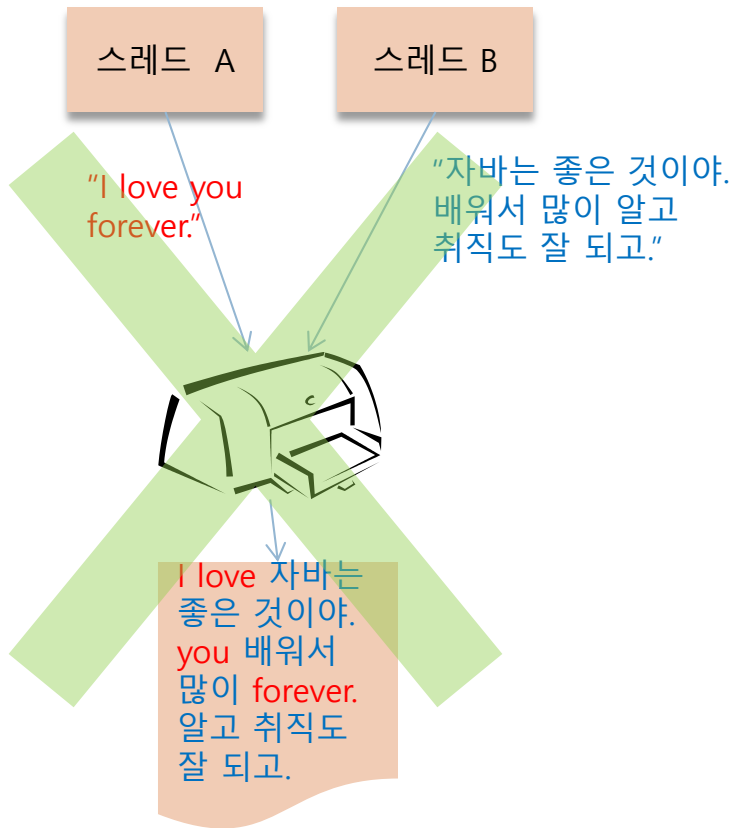 스레드 A
스레드 B
"I love you
forever."
"자바는 좋은 것이야.
배워서 많이 알고
취직도 잘 되고."
I love 자바는
좋은 것이야.
you 배워서
많이 forever.
알고 취직도
잘 되고.